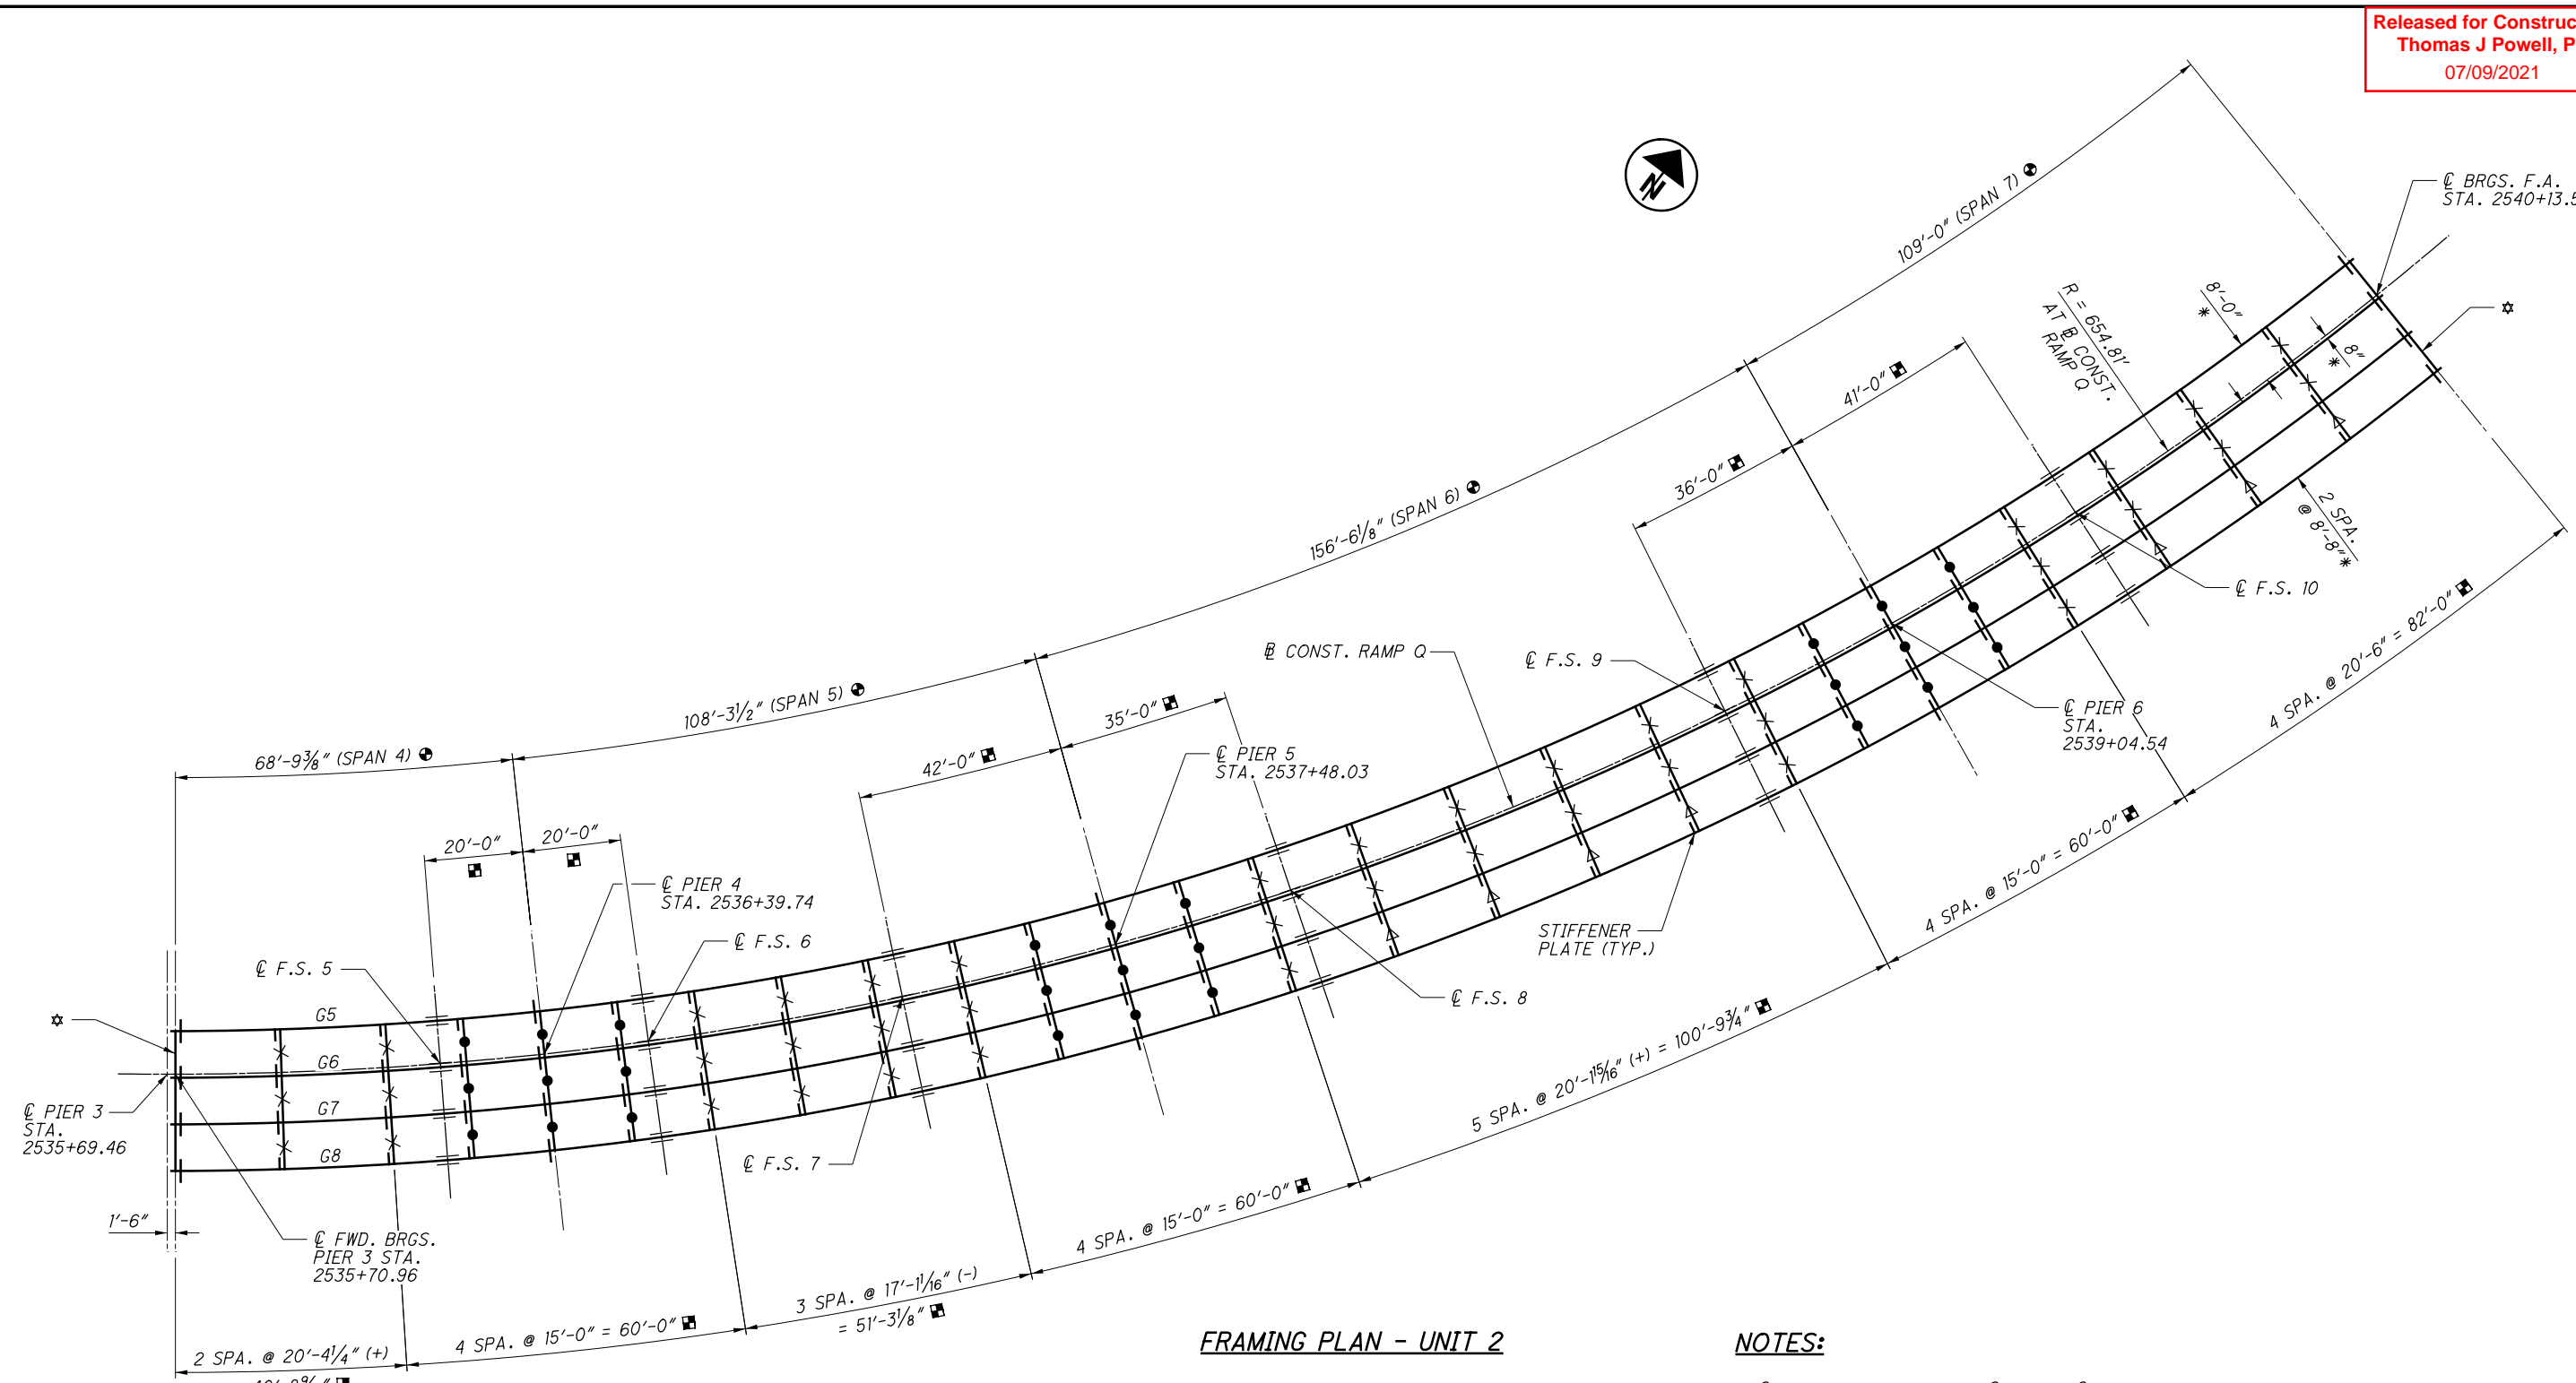 Released for Construc
Thomas J Powell, P
07/09/2021
N
109'-0" (SPAN 7)
℄ BRGS. F.A.
STA. 2540+13.5
8'-0"
*
R = 654.81'
AT ⅊ CONST.
RAMP Q
8"
*
41'-0"
36'-0"
156'-6⅛" (SPAN 6)
2 SPA.
@ 8'-8"*
℄ F.S. 10
4 SPA. @ 20'-6" = 82'-0"
⅊ CONST. RAMP Q
℄ F.S. 9
℄ PIER 6
STA.
2539+04.54
108'-3½" (SPAN 5)
35'-0"
68'-9⅜" (SPAN 4)
42'-0"
℄ PIER 5
STA. 2537+48.03
20'-0"
20'-0"
℄ PIER 4
STA. 2536+39.74
4 SPA. @ 15'-0" = 60'-0"
STIFFENER
PLATE (TYP.)
℄ F.S. 6
℄ F.S. 5
℄ F.S. 8
G5
G6
G7
G8
5 SPA. @ 20'-1 15/16" (+) = 100'-9¾"
℄ PIER 3
STA.
2535+69.46
℄ F.S. 7
1'-6"
℄ FWD. BRGS.
PIER 3 STA.
2535+70.96
4 SPA. @ 15'-0" = 60'-0"
3 SPA. @ 17'-1 1/16" (-)
= 51'-3⅛"
4 SPA. @ 15'-0" = 60'-0"
2 SPA. @ 20'-4¼" (+)
FRAMING PLAN - UNIT 2
NOTES: